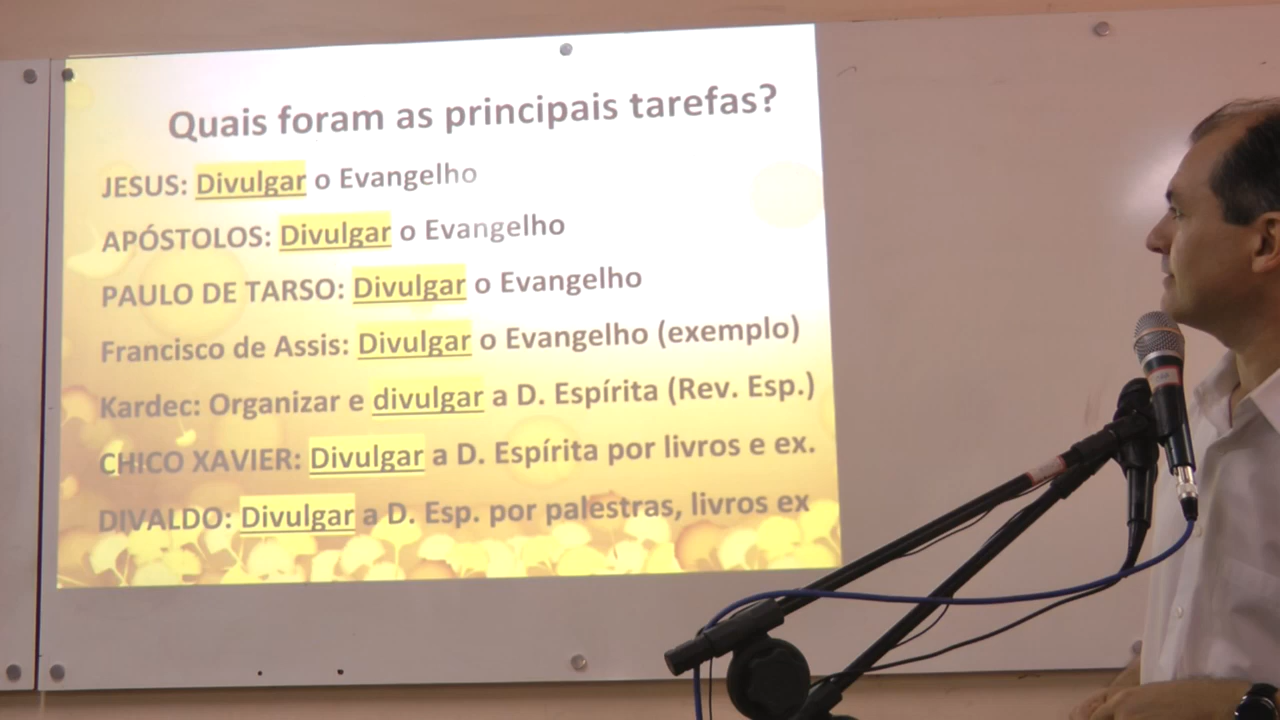 Quais foram as principais tarefas?
JESUS: Divulgar o Evangelho
APÓSTOLOS: Divulgar o Evangelho
PAULO DE TARSO: Divulgar o Evangelho
Francisco de Assis: Divulgar o Evangelho (exemplo)
Kardec: Organizar e divulgar a D. Espírita (Rev. Esp.)
CHICO XAVIER: Divulgar a D. Espírita por livros e ex.
DIVALDO: Divulgar a D. Esp. por palestras, livros ex